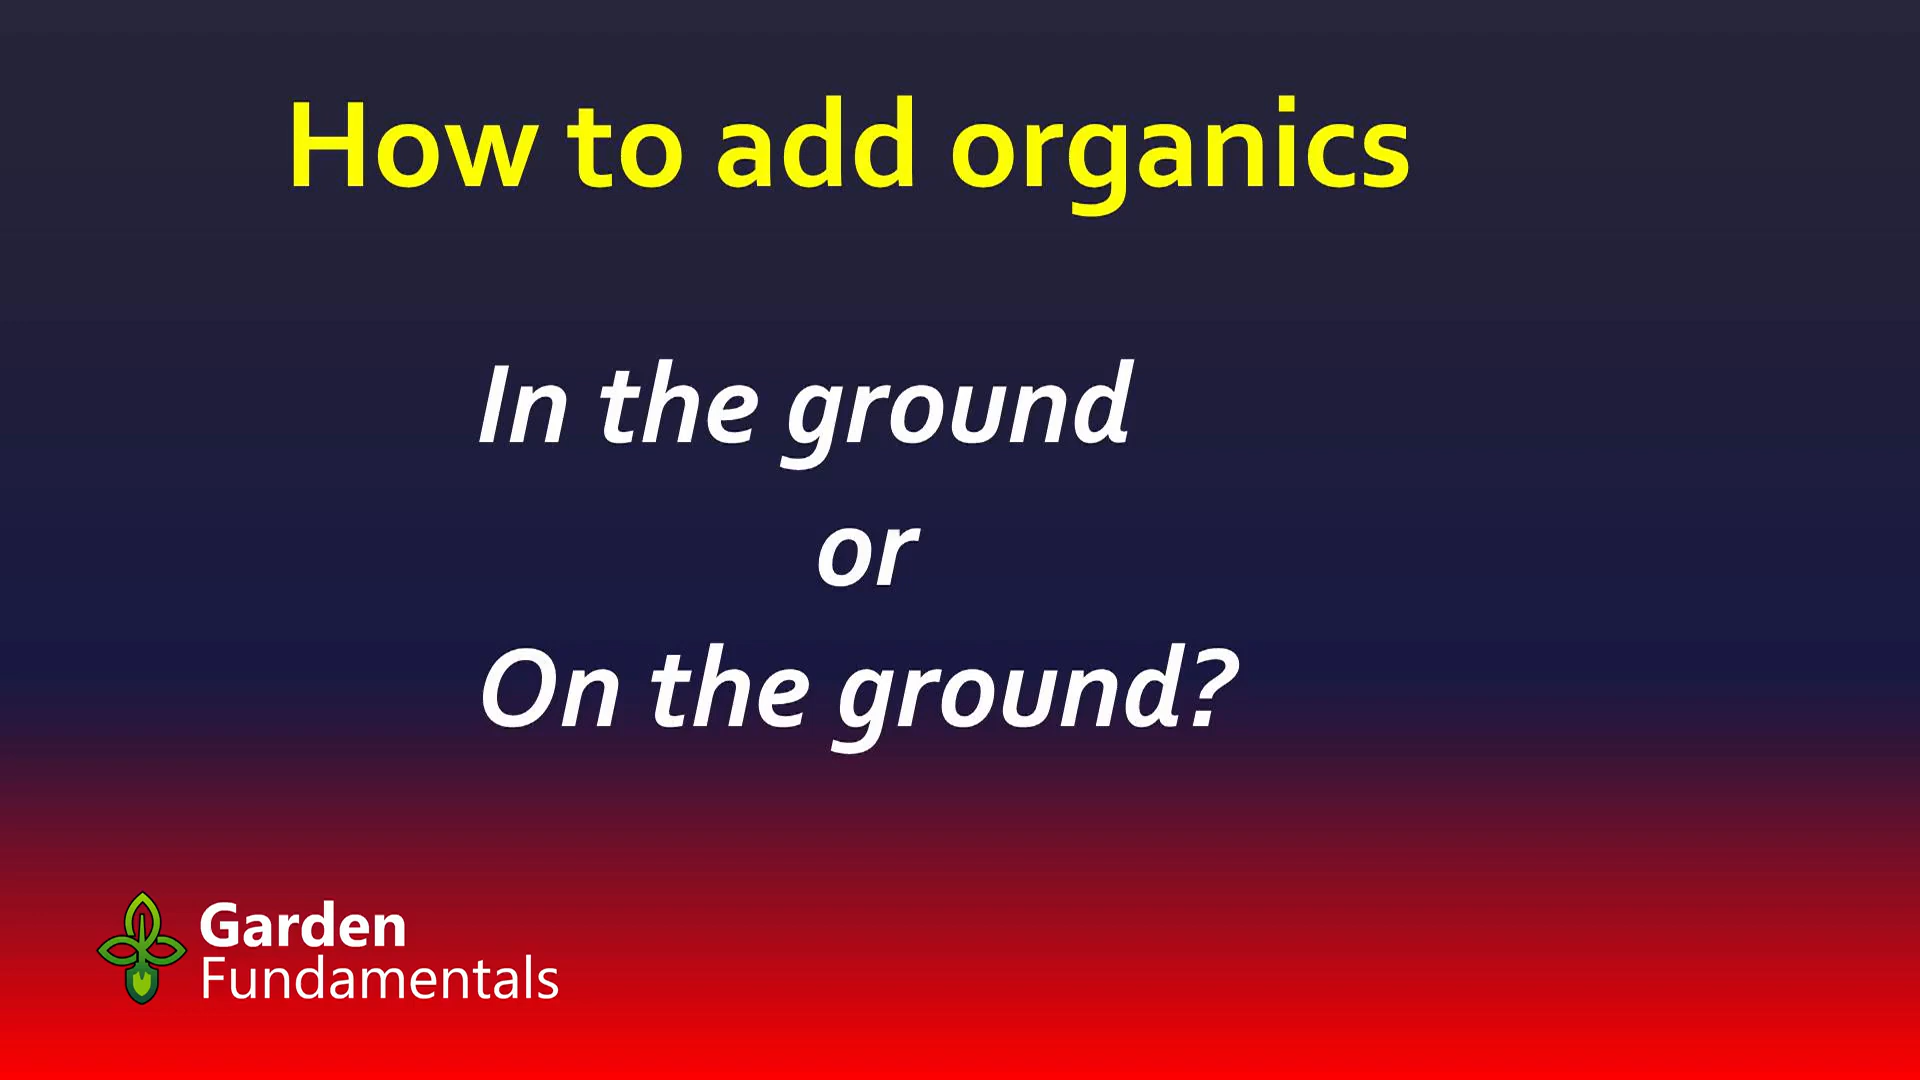 How to add organics
In the ground
or
On the ground?
Garden
Fundamentals